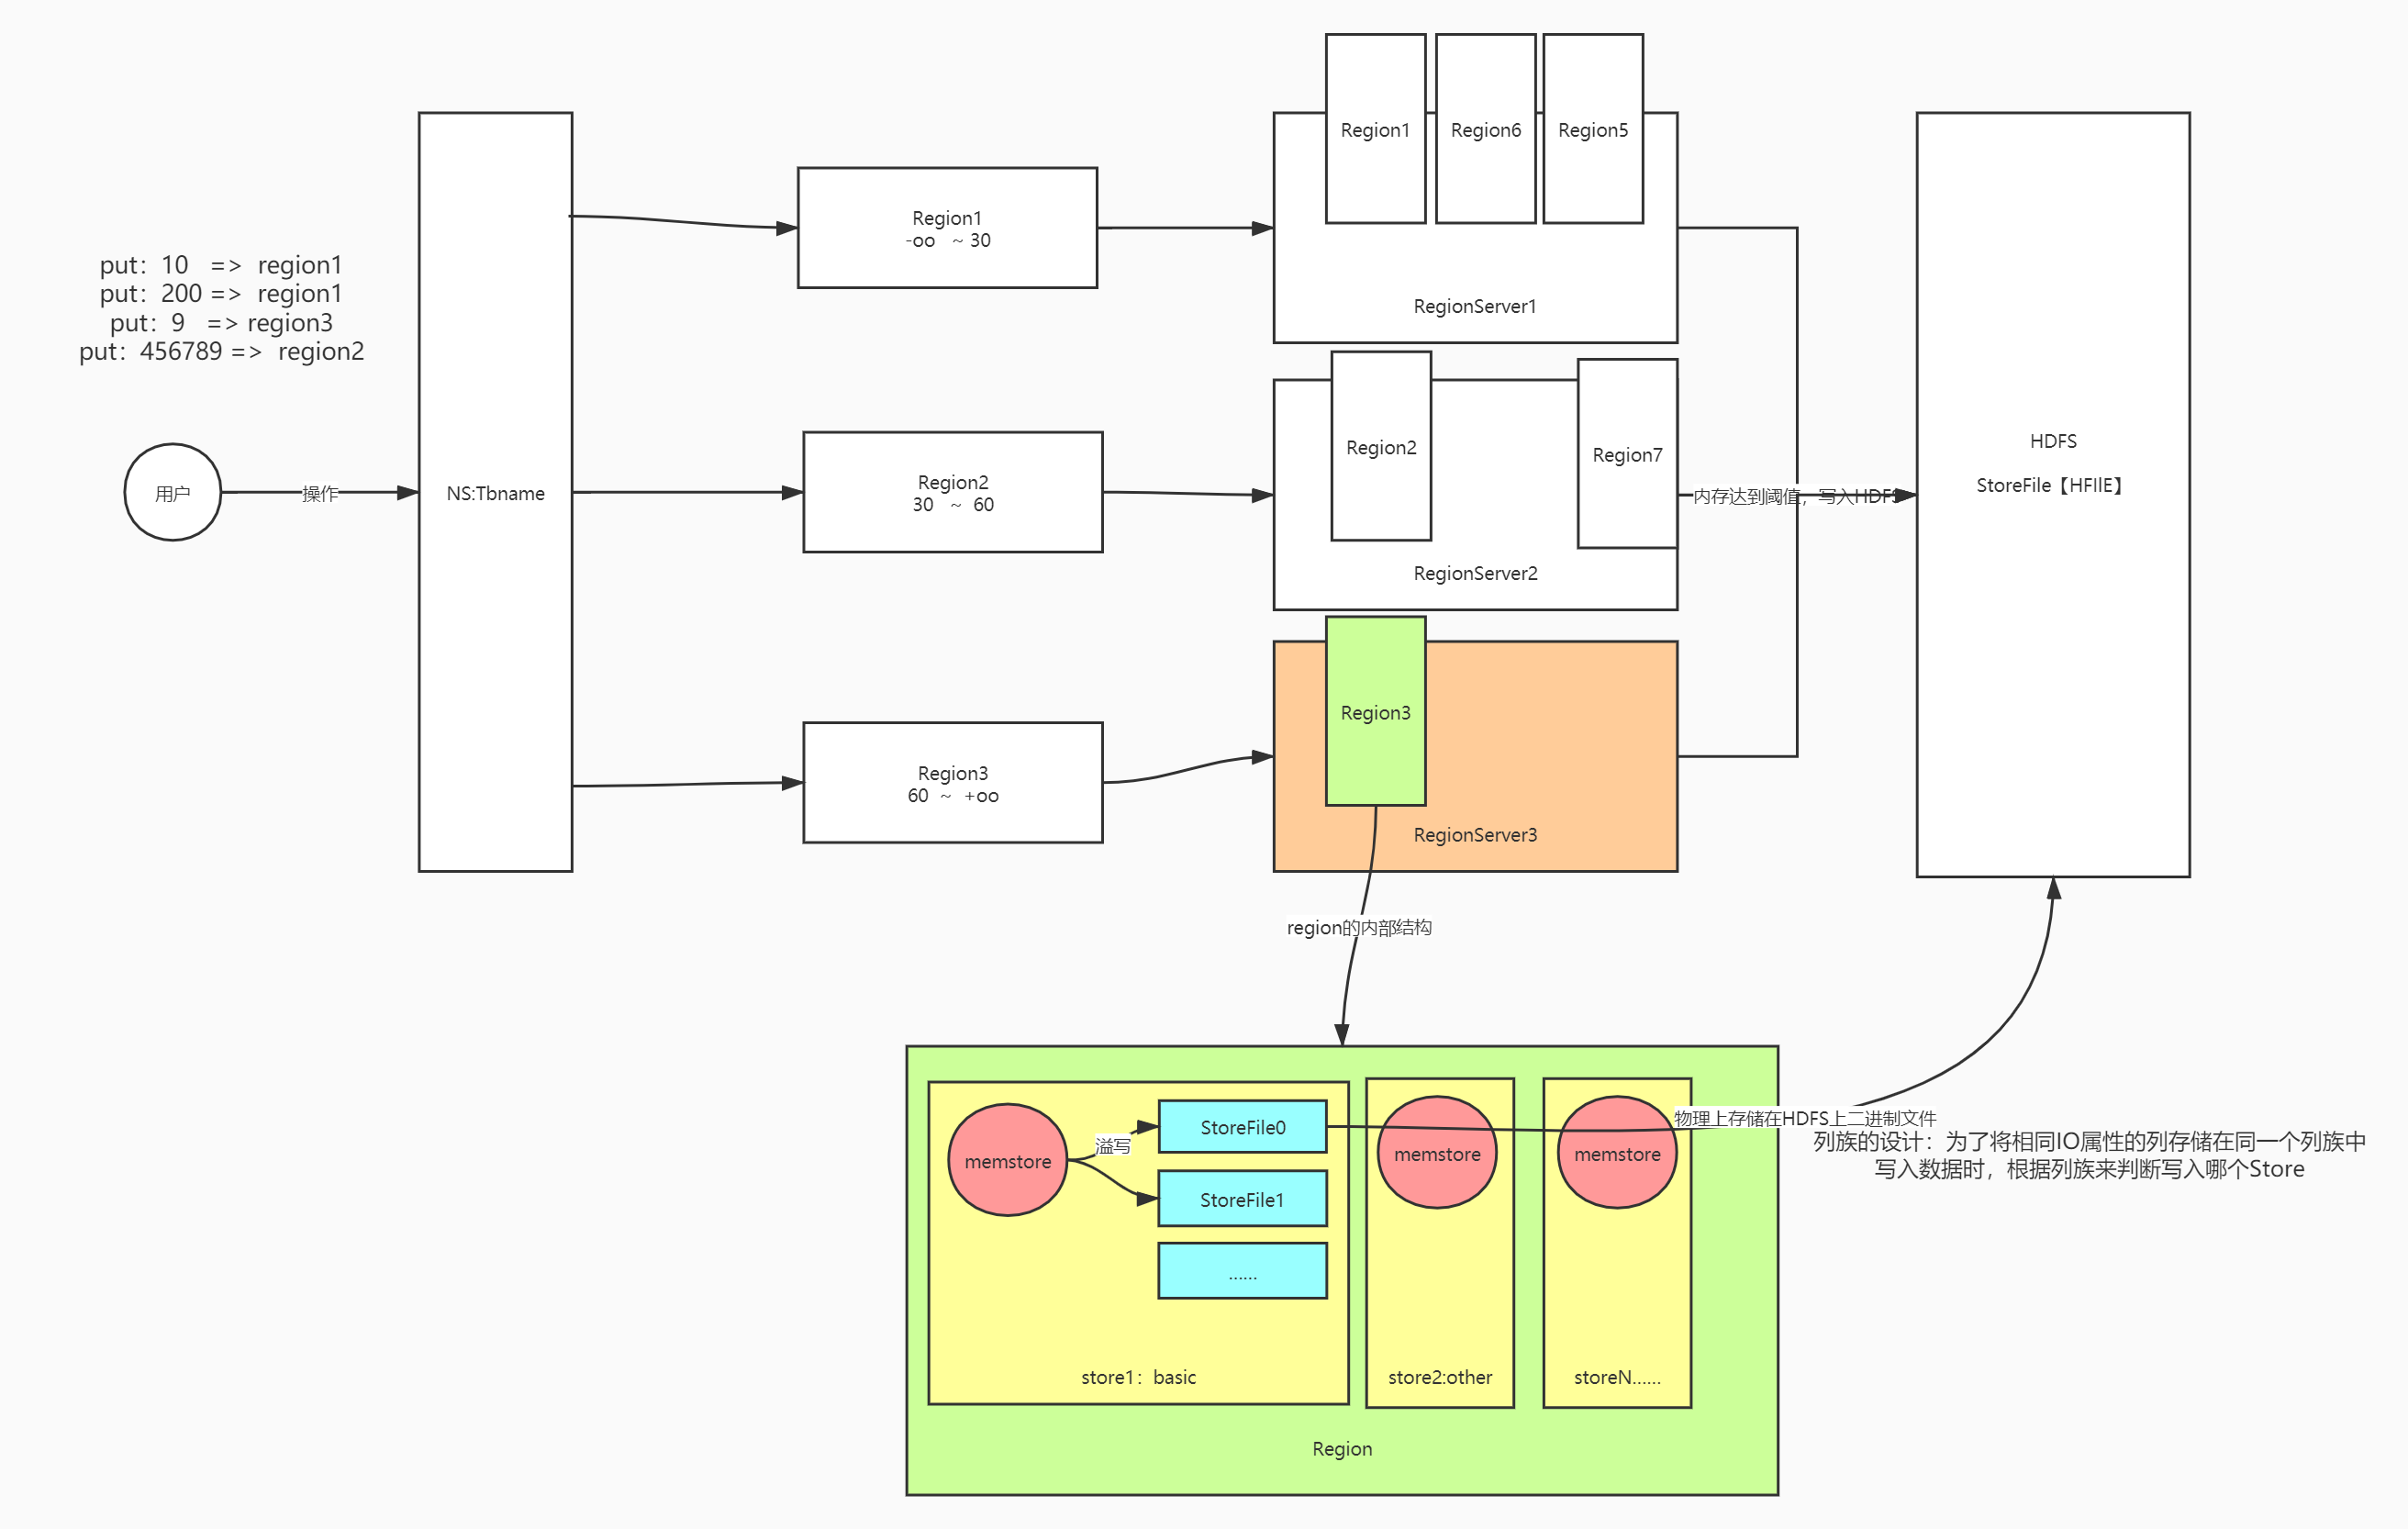 put：10 => region1
put：200 => region1
put：9 => region3
put：456789 => region2
用户
操作
NS:Tbname
Region1
-oo ~ 30
Region2
30 ~ 60
Region3
60 ~ +oo
Region1
Region6
Region5
RegionServer1
Region2
Region7
RegionServer2
Region3
RegionServer3
内存达到阈值，写入HDFS
HDFS
StoreFile【HFIlE】
region的内部结构
memstore
溢写
StoreFile0
StoreFile1
......
store1：basic
memstore
store2:other
memstore
storeN......
Region
物理上存储在HDFS上二进制文件
列族的设计：为了将相同IO属性的列存储在同一个列族中
写入数据时，根据列族来判断写入哪个Store